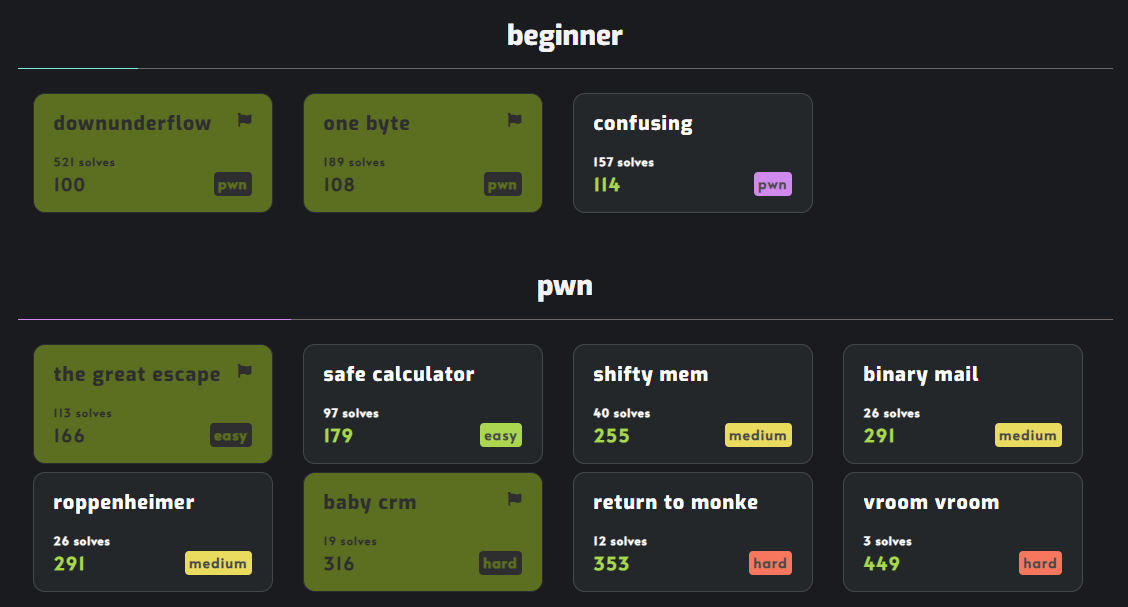 beginner
downunderflow
521 solves
100 pwn
one byte
189 solves
108 pwn
confusing
157 solves
114 pwn
pwn
the great escape
113 solves
166 easy
safe calculator
97 solves
179 easy
shifty mem
40 solves
255 medium
binary mail
26 solves
291 medium
roppenheimer
26 solves
291 medium
baby crm
19 solves
316 hard
return to monke
12 solves
353 hard
vroom vroom
3 solves
449 hard